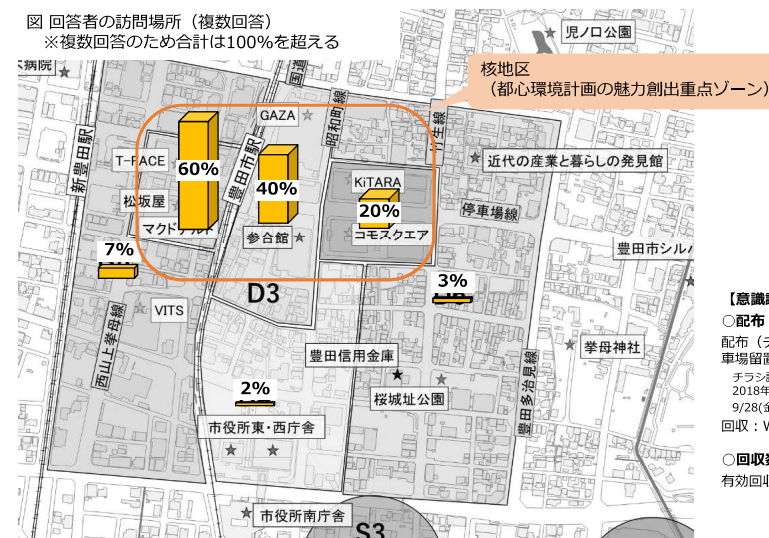 図 回答者の訪問場所（複数回答）
※複数回答のため合計は100%を超える
児ノ口公園
木病院
核地区
（都心環境計画の魅力創出重点ゾーン）
国道
GAZA
昭和町線
新豊田駅
T-FACE
60%
豊田市駅
40%
KiTARA
近代の産業と暮らしの発見館
松坂屋
20%
停車場線
マクドナルド
参合館
コモスクエア
7%
豊田市シル
3%
D3
【意識
○配布
VITS
西山上挙母線
豊田信用金庫
挙母神社
車場留置
チラシ
2018年
9/28(金
桜城址公園
豊田多治見線
2%
回収：W
市役所東・西庁舎
○回収
有効回
市役所南庁舎
S3